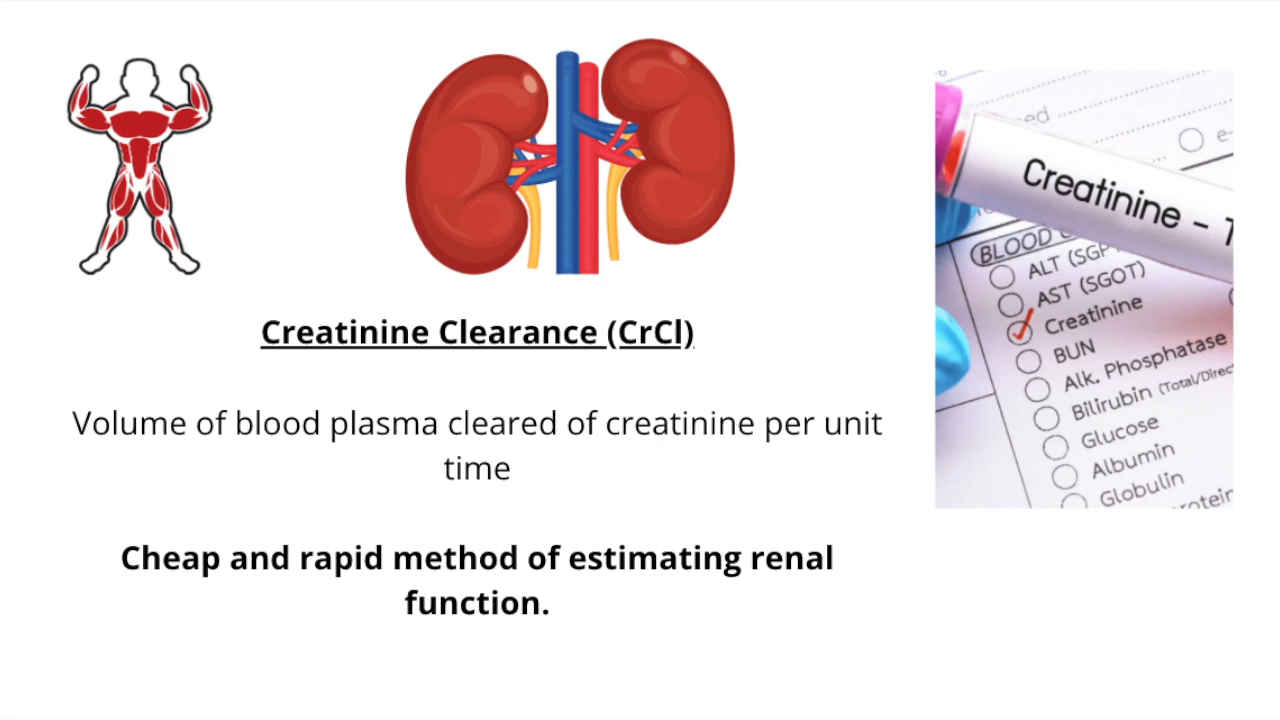 Creatinine Clearance (CrCl)
Volume of blood plasma cleared of creatinine per unit
time
Cheap and rapid method of estimating renal
function.
Creatinine -
BLOOD
ALT (SGPT
AST (SGOT)
Creatinine
BUN
Alk. Phosphatase
Bilirubin (Total/Direc
Glucose
Albumin
Globulin